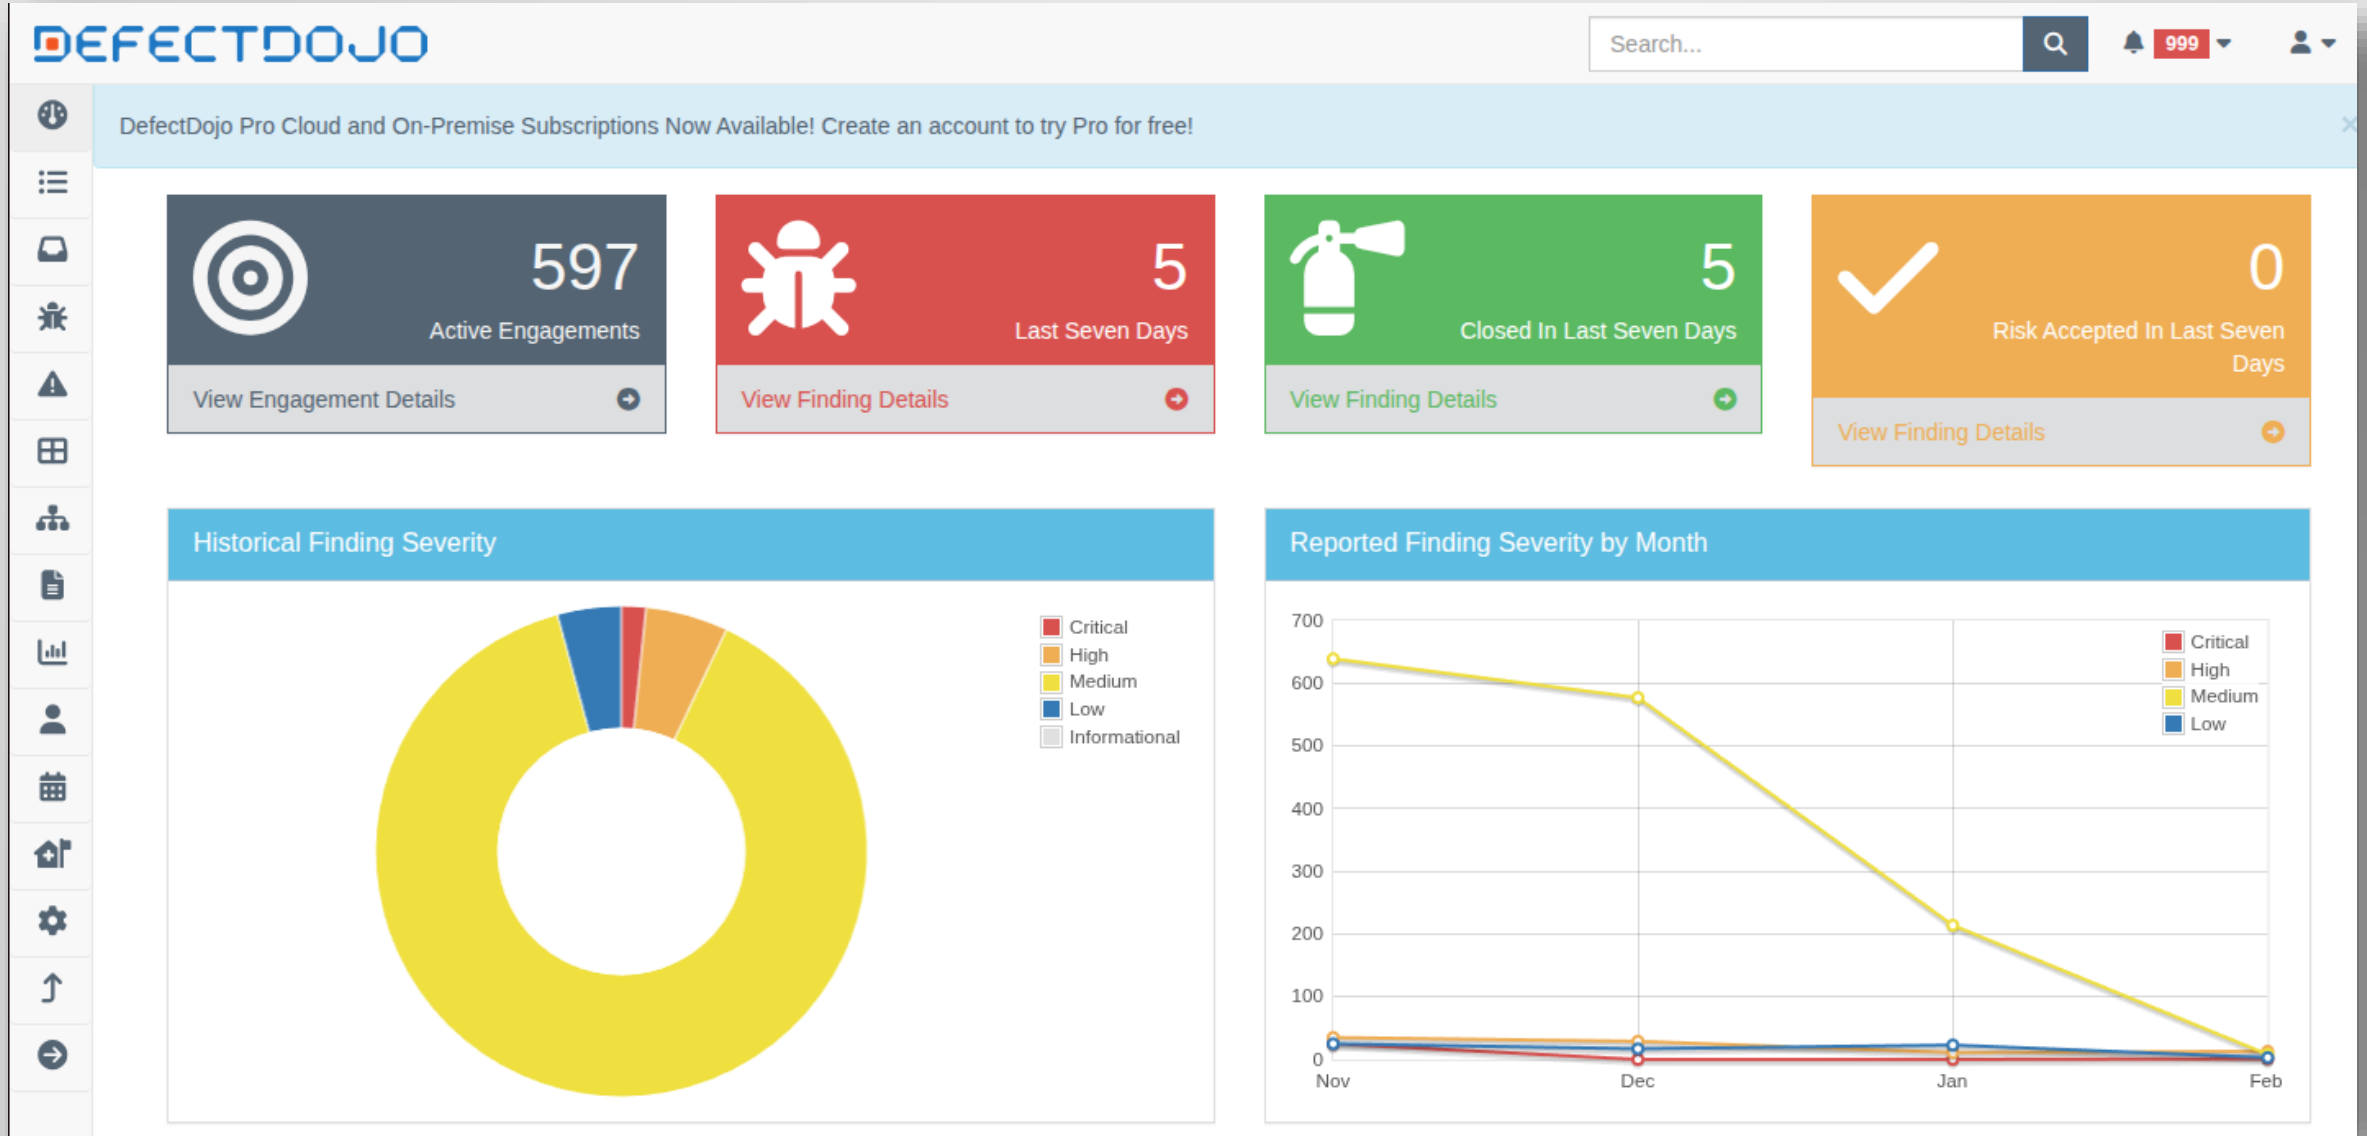 DEFECTDOJO
Search...
999
DefectDojo Pro Cloud and On-Premise Subscriptions Now Available! Create an account to try Pro for free!
×
597
Active Engagements
View Engagement Details
5
Last Seven Days
View Finding Details
5
Closed In Last Seven Days
View Finding Details
0
Risk Accepted In Last Seven
Days
View Finding Details
Historical Finding Severity
Critical
High
Medium
Low
Informational
Reported Finding Severity by Month
700
600
500
400
300
200
100
0
Nov
Dec
Jan
Feb
Critical
High
Medium
Low